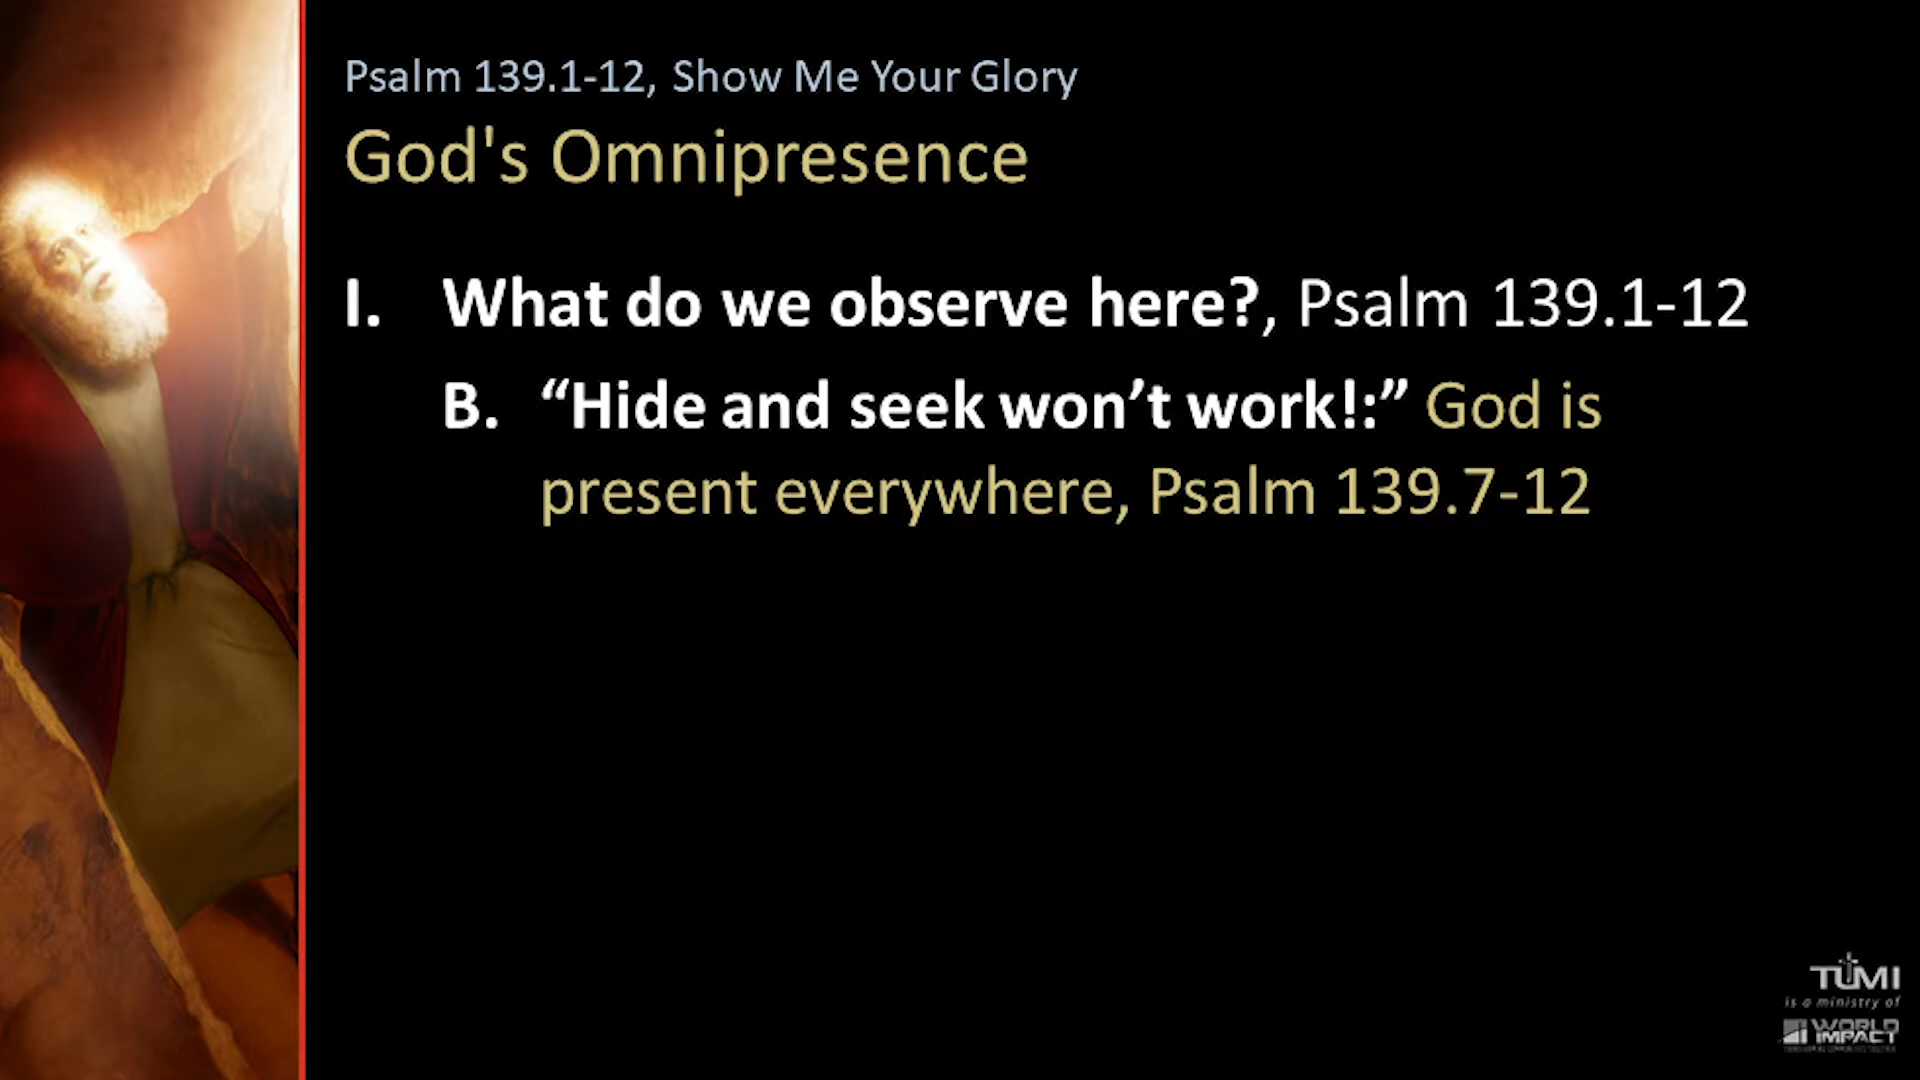 Psalm 139.1-12, Show Me Your Glory
God's Omnipresence
I. What do we observe here?, Psalm 139.1-12
B. “Hide and seek won’t work!:” God is
present everywhere, Psalm 139.7-12
TUMI
is a ministry of
WORLD
IMPACT